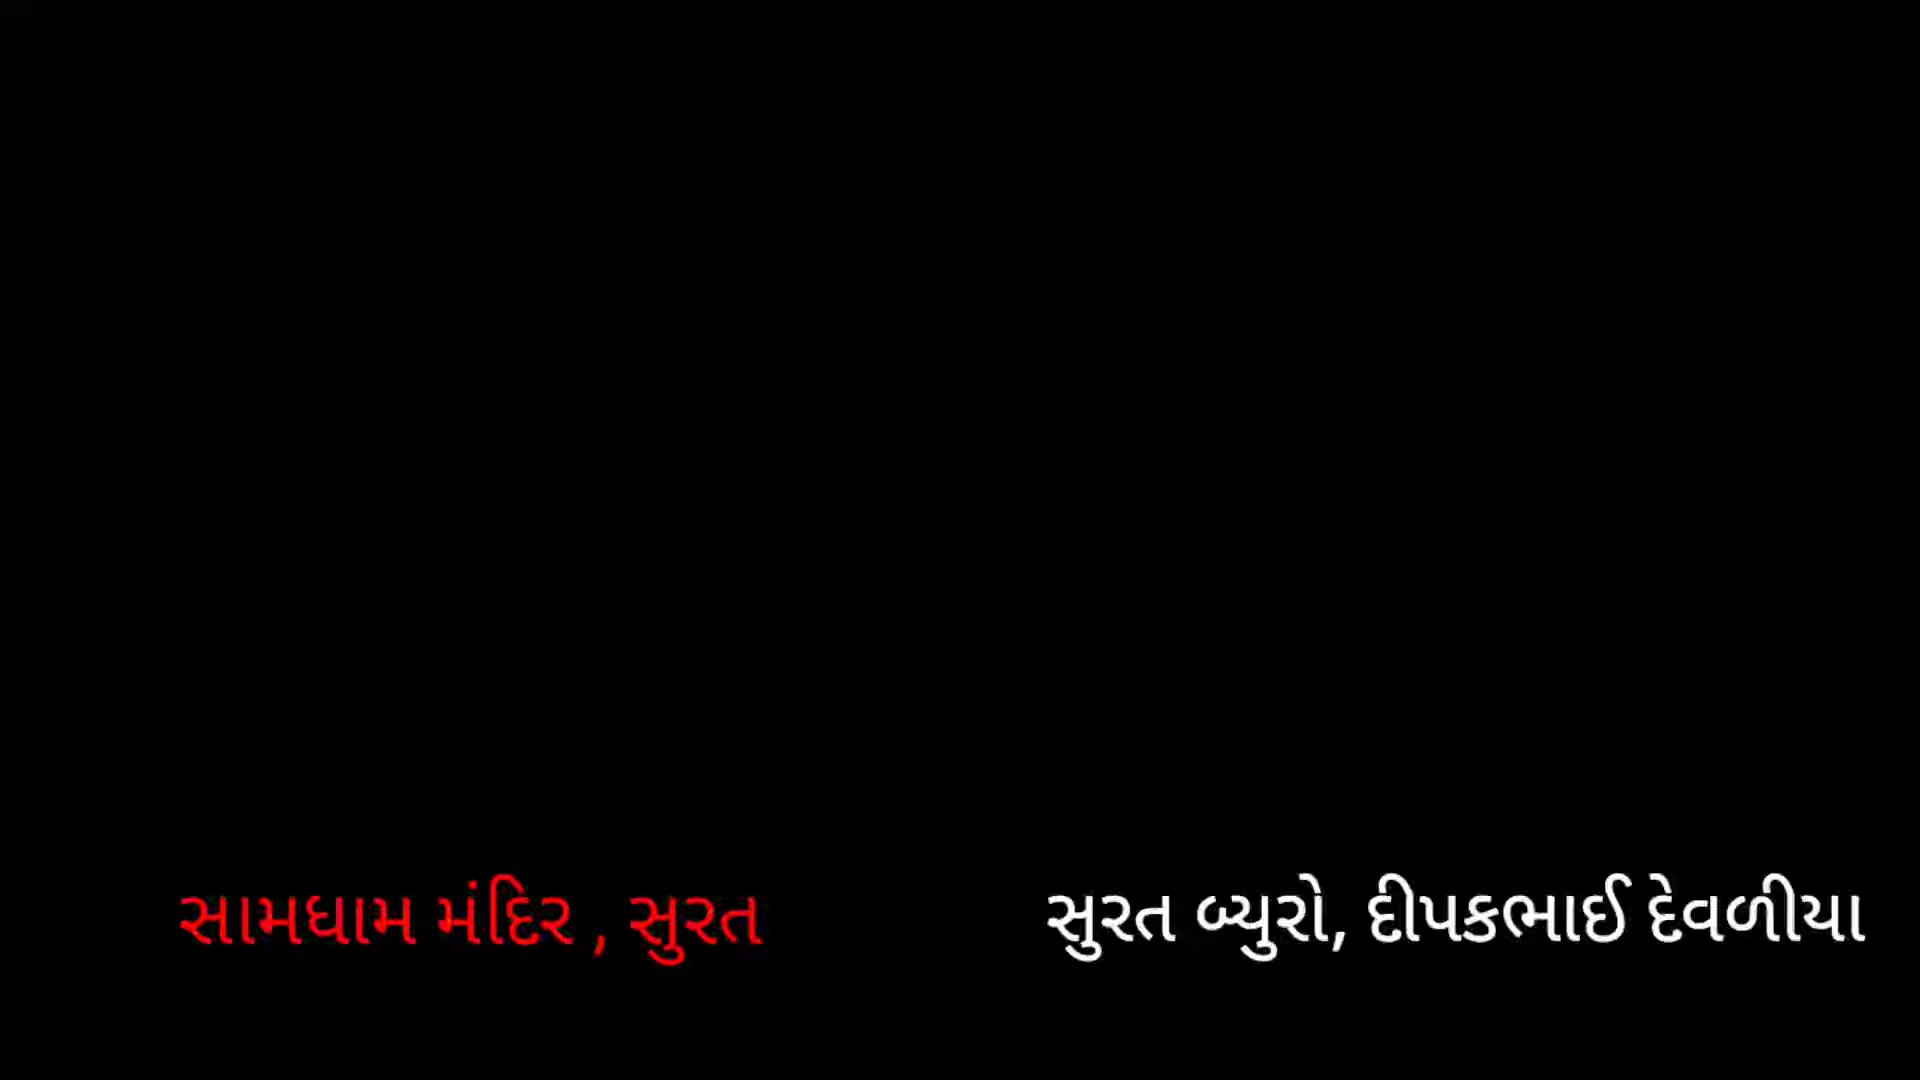 સામધામ મંદિર , સુરત
સુરત બ્યુરો, દીપકભાઈ દેવળીયા